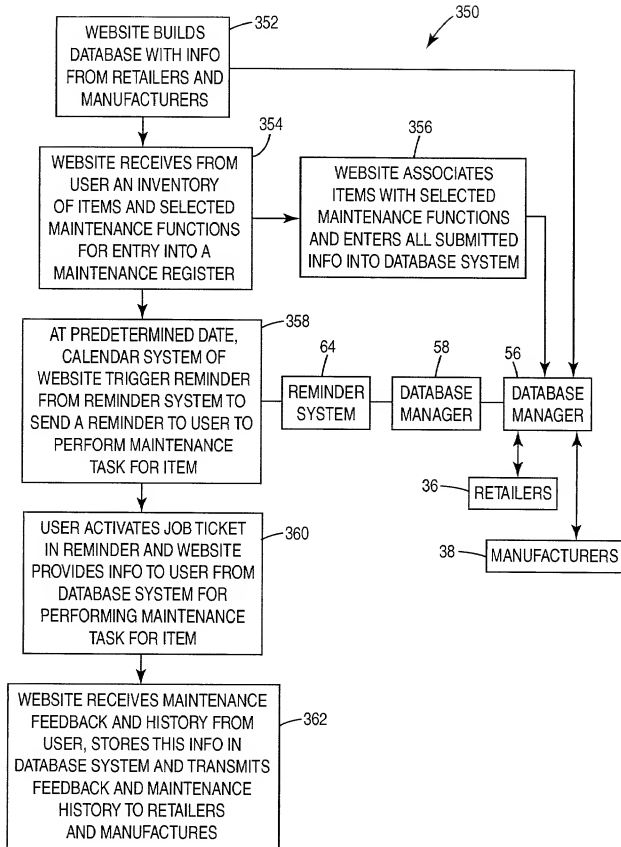 352
350
WEBSITE BUILDS
DATABASE WITH INFO
FROM RETAILERS AND
MANUFACTURERS
354
WEBSITE RECEIVES FROM
USER AN INVENTORY
OF ITEMS AND SELECTED
MAINTENANCE FUNCTIONS
FOR ENTRY INTO A
MAINTENANCE REGISTER
356
WEBSITE ASSOCIATES
ITEMS WITH SELECTED
MAINTENANCE FUNCTIONS
AND ENTERS ALL SUBMITTED
INFO INTO DATABASE SYSTEM
358
AT PREDETERMINED DATE,
CALENDAR SYSTEM OF
WEBSITE TRIGGER REMINDER
FROM REMINDER SYSTEM TO
SEND A REMINDER TO USER TO
PERFORM MAINTENANCE
TASK FOR ITEM
64
REMINDER
SYSTEM
58
DATABASE
MANAGER
56
DATABASE
MANAGER
36
RETAILERS
38
MANUFACTURERS
360
USER ACTIVATES JOB TICKET
IN REMINDER AND WEBSITE
PROVIDES INFO TO USER FROM
DATABASE SYSTEM FOR
PERFORMING MAINTENANCE
TASK FOR ITEM
362
WEBSITE RECEIVES MAINTENANCE
FEEDBACK AND HISTORY FROM
USER, STORES THIS INFO IN
DATABASE SYSTEM AND TRANSMITS
FEEDBACK AND MAINTENANCE
HISTORY TO RETAILERS
AND MANUFACTURES